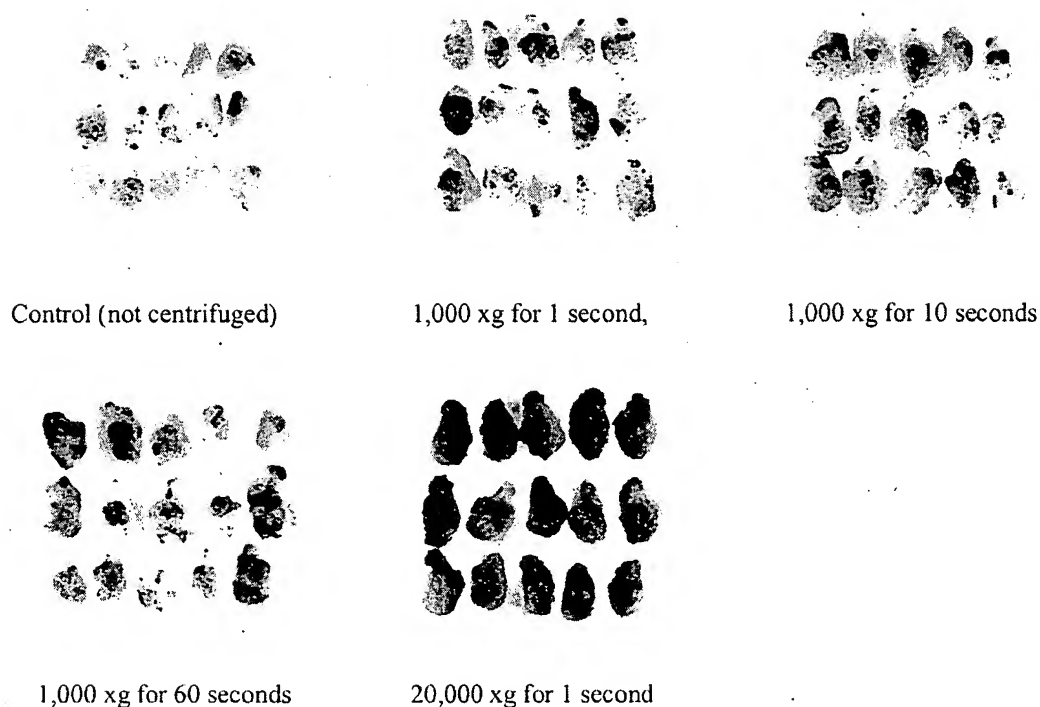 Control (not centrifuged)
1,000 xg for 1 second,
1,000 xg for 10 seconds
1,000 xg for 60 seconds
20,000 xg for 1 second